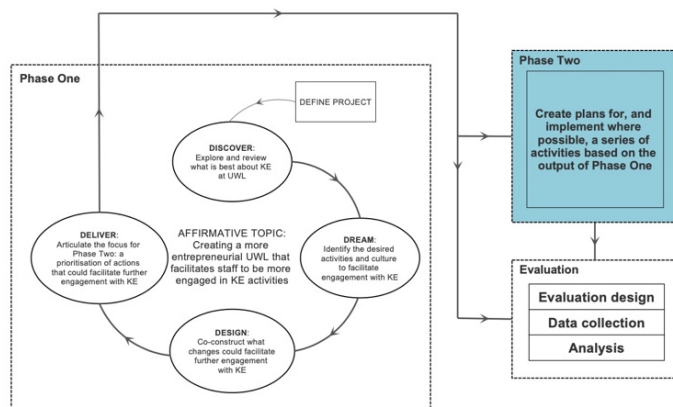 Phase One
DEFINE PROJECT
DISCOVER:
Explore and review
what is best about KE
at UWL
DREAM:
Identify the desired
activities and culture
to facilitate
engagement with KE
DESIGN:
Co-construct what
changes could facilitate
further engagement
with KE
DELIVER:
Articulate the focus for
Phase Two: a
prioritisation of actions
that could facilitate further
engagement with KE
AFFIRMATIVE TOPIC:
Creating a more
entrepreneurial UWL that
facilitates staff to be more
engaged in KE activities
Phase Two
Create plans for, and
implement where
possible, a series of
activities based on the
output of Phase One
Evaluation
Evaluation design
Data collection
Analysis